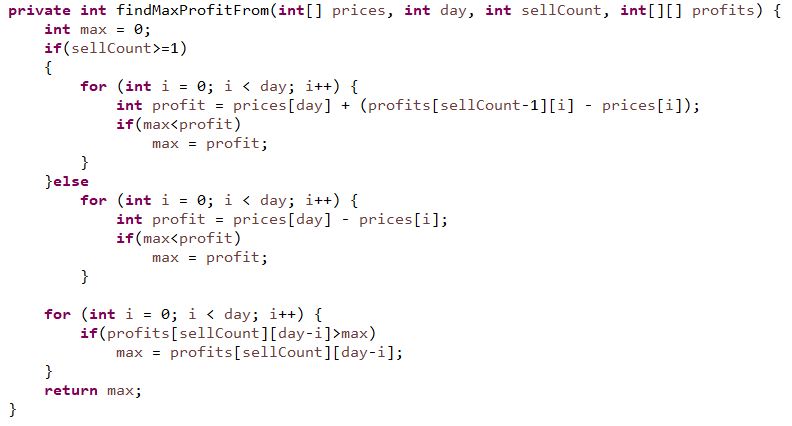 private int findMaxProfitFrom(int[] prices, int day, int sellCount, int[][] profits) {
    int max = 0;
    if(sellCount>=1)
    {
        for (int i = 0; i < day; i++) {
            int profit = prices[day] + (profits[sellCount-1][i] - prices[i]);
            if(max<profit)
                max = profit;
        }
    }else
        for (int i = 0; i < day; i++) {
            int profit = prices[day] - prices[i];
            if(max<profit)
                max = profit;
        }

    for (int i = 0; i < day; i++) {
        if(profits[sellCount][day-i]>max)
            max = profits[sellCount][day-i];
    }
    return max;
}